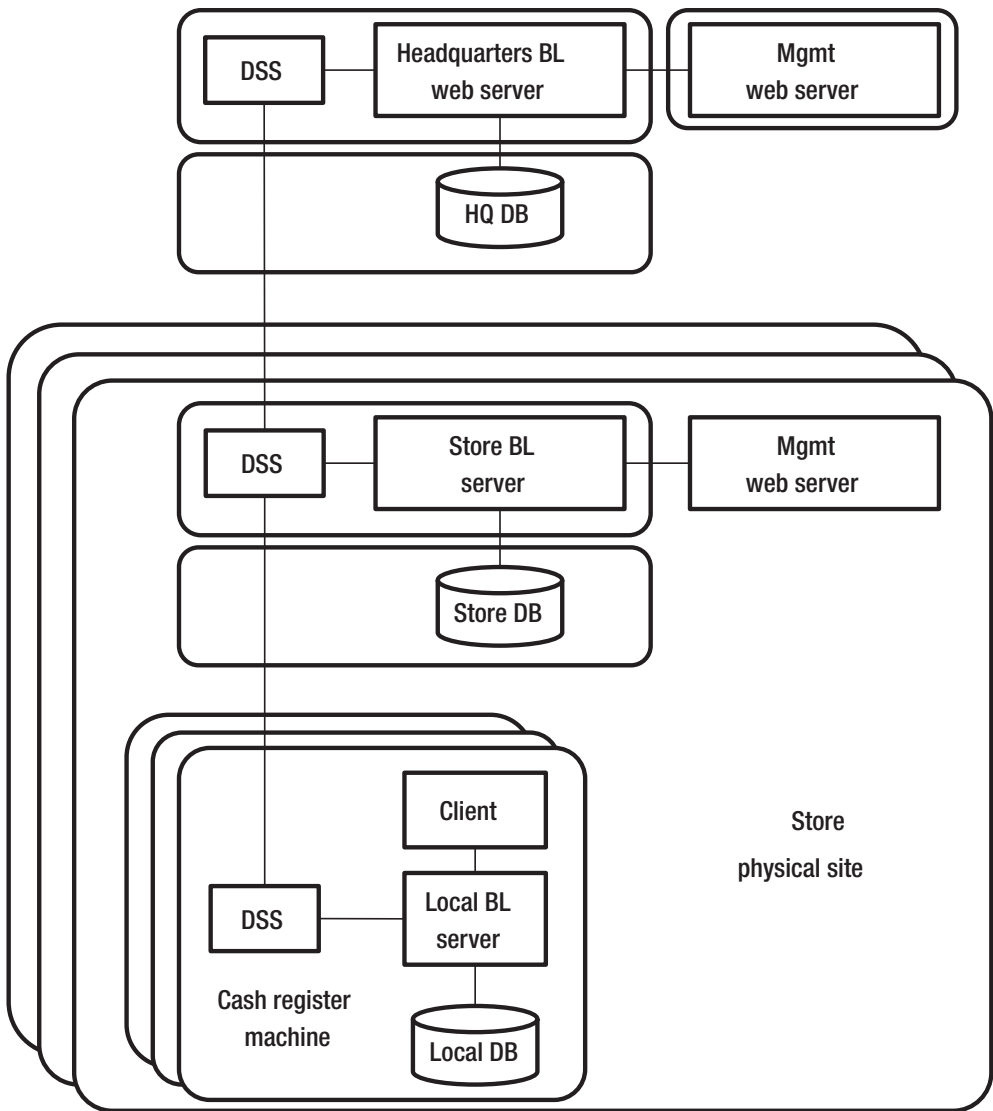 DSS
Headquarters BL
web server
Mgmt
web server
HQ DB
DSS
Store BL
server
Mgmt
web server
Store DB
Client
Store
physical site
DSS
Local BL
server
Cash register
machine
Local DB